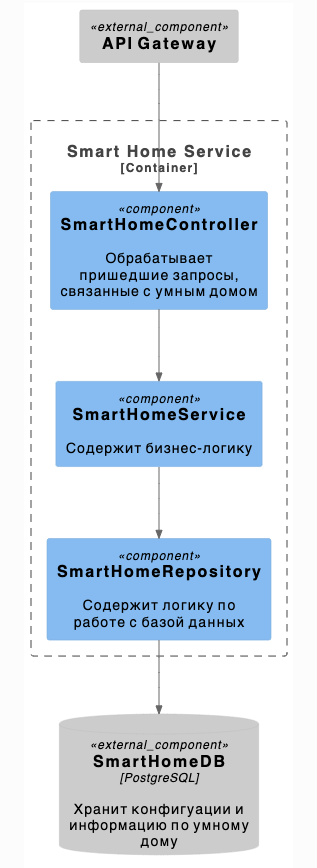 «external_component»
API Gateway
Smart Home Service
[Container]
«component»
SmartHomeController
Обрабатывает
пришедшие запросы,
связанные с умным домом
«component»
SmartHomeService
Содержит бизнес-логику
«component»
SmartHomeRepository
Содержит логику по
работе с базой данных
«external_component»
SmartHomeDB
[PostgreSQL]
Хранит конфигуации и
информацию по умному
дому